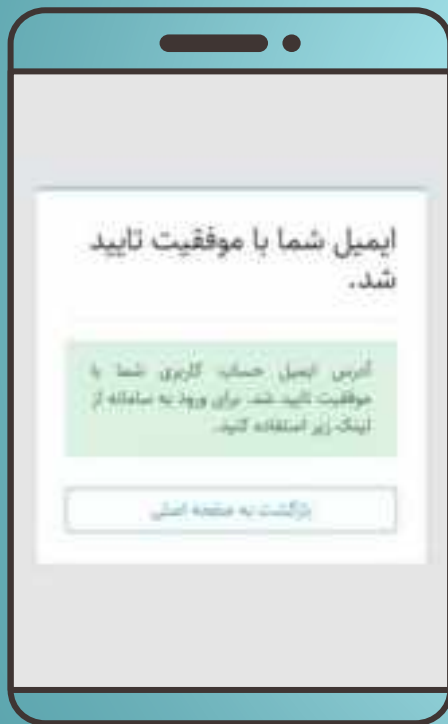 ایمیل شما با موفقیت تایید
شد.
آدرس ایمیل حساب کاربری شما با
موفقیت تایید شد. برای ورود به سامانه از
لینک زیر استفاده کنید.
بازگشت به صفحه اصلی